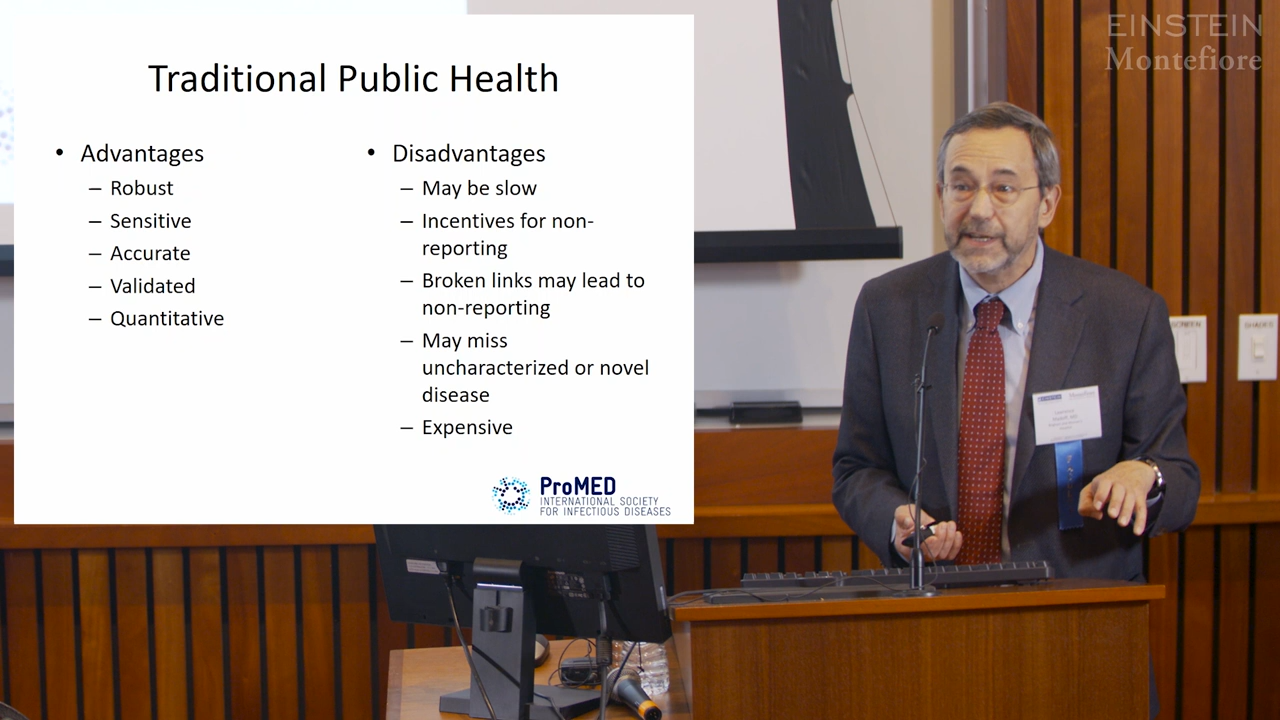 EINSTEIN
Montefiore
Traditional Public Health
• Advantages
– Robust
– Sensitive
– Accurate
– Validated
– Quantitative
• Disadvantages
– May be slow
– Incentives for non-
reporting
– Broken links may lead to
non-reporting
– May miss
uncharacterized or novel
disease
– Expensive
ProMED
INTERNATIONAL SOCIETY
FOR INFECTIOUS DISEASES
SCREEN
SHADES